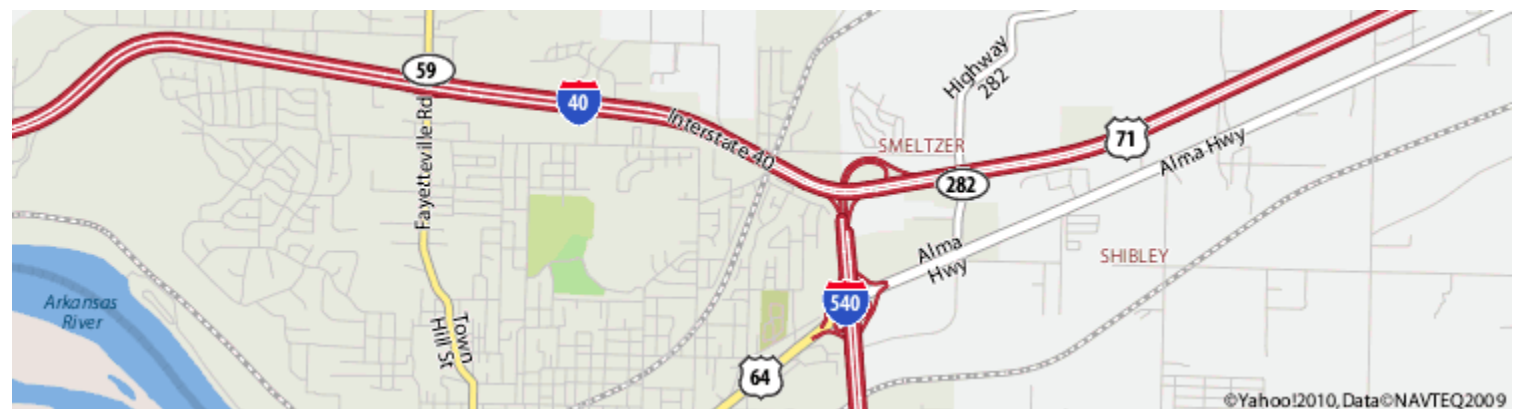 59
40
Interstate 40
Fayetteville Rd
Highway
282
SMELTZER
71
Alma Hwy
282
Alma
Hwy
SHIBLEY
540
Arkansas
River
Town
Hill St
64
©Yahoo!2010,Data©NAVTEQ2009